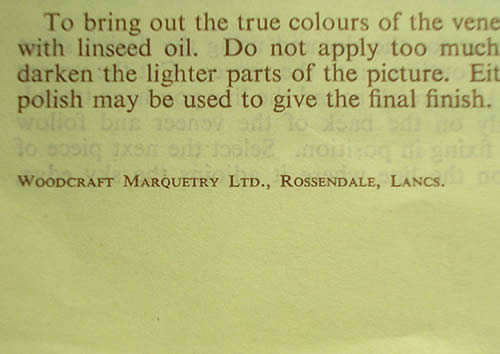 To bring out the true colours of the vene
with linseed oil. Do not apply too much
darken the lighter parts of the picture. Eit
polish may be used to give the final finish.
WOODCRAFT MARQUETRY LTD., ROSSENDALE, LANCS.